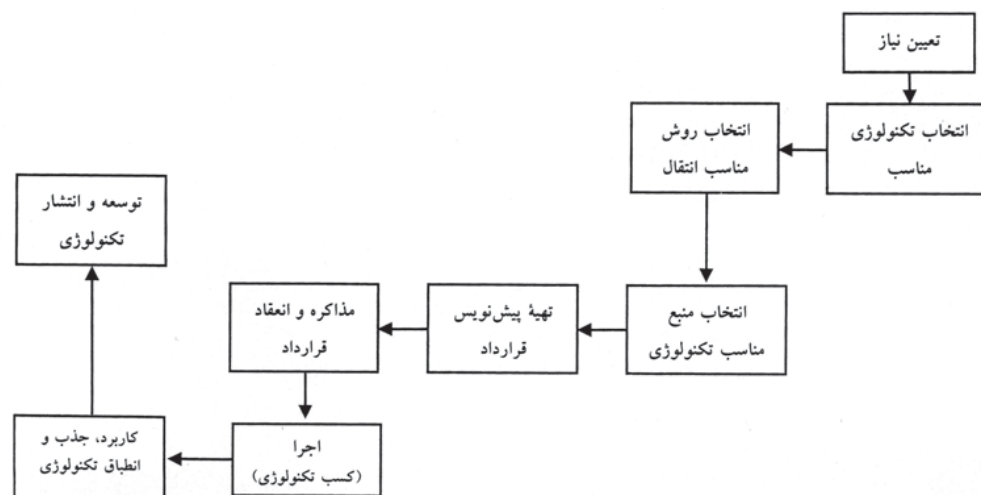 تعیین نیاز
انتخاب تکنولوژی
مناسب
انتخاب روش
مناسب انتقال
انتخاب منبع
مناسب تکنولوژی
تهیۀ پیش‌نویس
قرارداد
مذاکره و انعقاد
قرارداد
اجرا
(کسب تکنولوژی)
کاربرد، جذب و
انطباق تکنولوژی
توسعه و انتشار
تکنولوژی